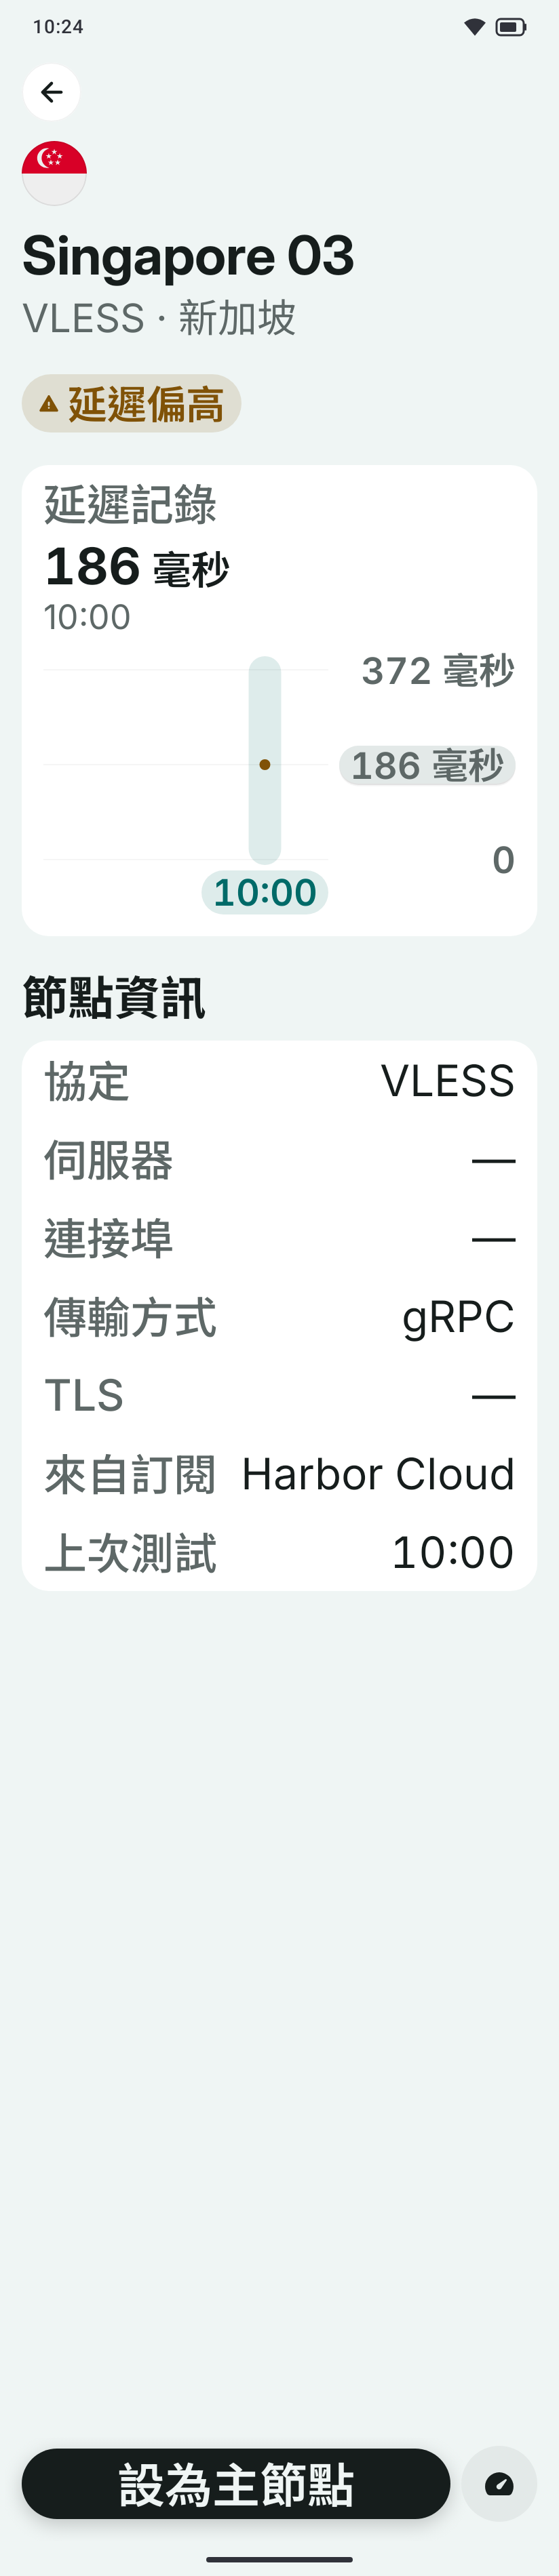 10:24
Singapore 03
VLESS · 新加坡
延遲偏高
延遲記錄
186 毫秒
10:00
372 毫秒
186 毫秒
0
10:00
節點資訊
協定 VLESS
伺服器 —
連接埠 —
傳輸方式 gRPC
TLS —
來自訂閱 Harbor Cloud
上次測試 10:00
設為主節點